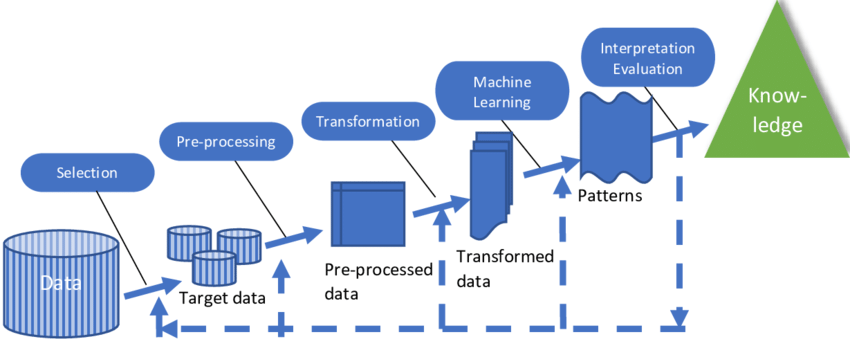 Selection
Pre-processing
Transformation
Machine
Learning
Interpretation
Evaluation
Know-
ledge
Data
Target data
Pre-processed
data
Transformed
data
Patterns